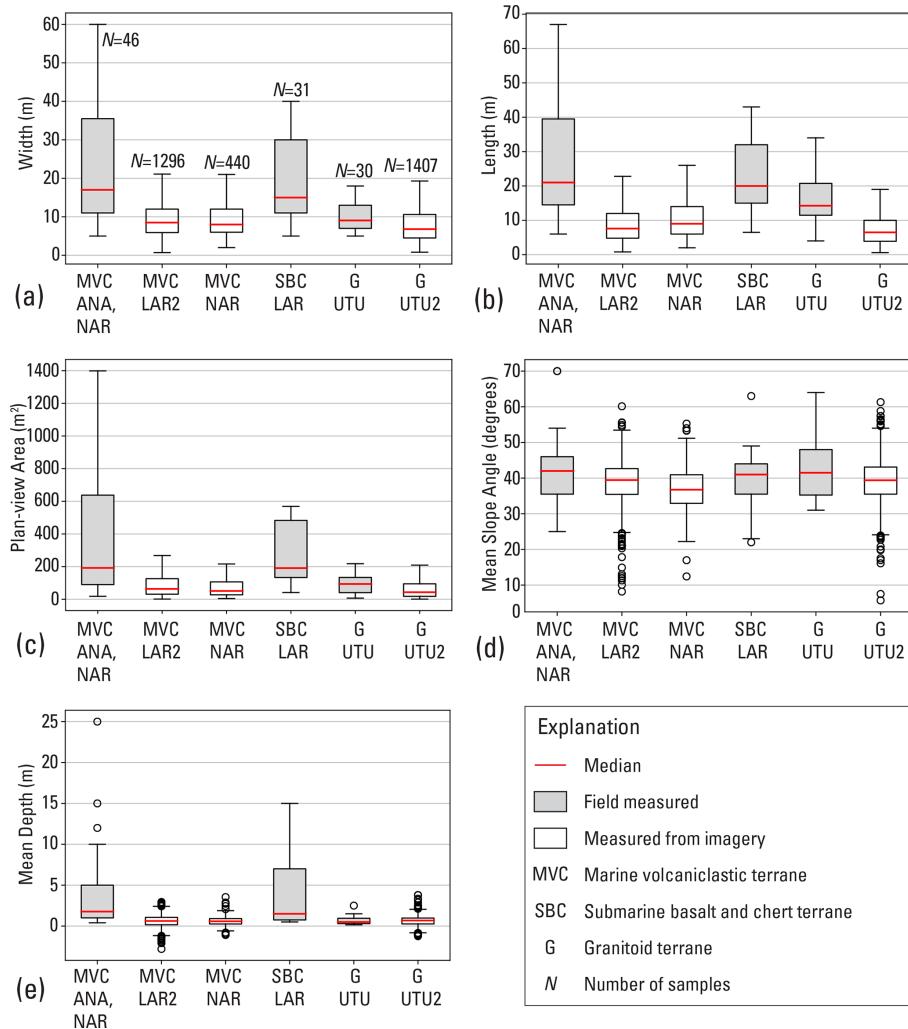 60
50
40
30
20
10
0
Width (m)
N=46
N=1296
N=440
N=31
N=30
N=1407
MVC MVC MVC SBC G G
ANA, LAR2 NAR LAR UTU UTU2
NAR
(a)
70
60
50
40
30
20
10
0
Length (m)
MVC MVC MVC SBC G G
ANA, LAR2 NAR LAR UTU UTU2
NAR
(b)
1400
1200
1000
800
600
400
200
0
Plan-view Area (m²)
MVC MVC MVC SBC G G
ANA, LAR2 NAR LAR UTU UTU2
NAR
(c)
70
60
50
40
30
20
10
0
Mean Slope Angle (degrees)
MVC MVC MVC SBC G G
ANA, LAR2 NAR LAR UTU UTU2
NAR
(d)
25
20
15
10
5
0
Mean Depth (m)
MVC MVC MVC SBC G G
ANA, LAR2 NAR LAR UTU UTU2
NAR
(e)
Explanation
Median
Field measured
Measured from imagery
MVC Marine volcaniclastic terrane
SBC Submarine basalt and chert terrane
G Granitoid terrane
N Number of samples